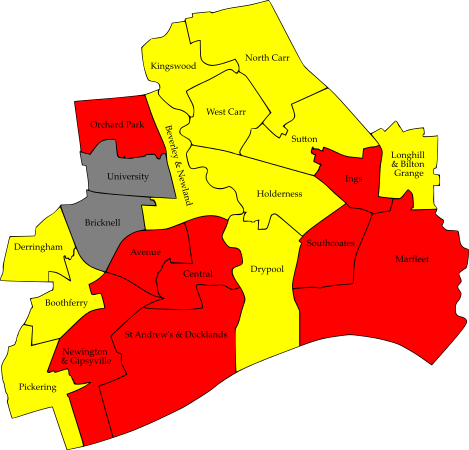 North Carr
Kingswood
West Carr
Orchard Park
Beverley & Newland
Sutton
Longhill
& Bilton
Grange
University
Ings
Holderness
Bricknell
Derringham
Avenue
Southcoates
Marfleet
Central
Drypool
Boothferry
St Andrew's & Docklands
Newington
& Gipsyville
Pickering